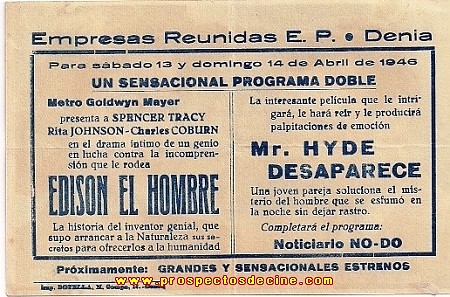 Empresas Reunidas E. P. • Denia
Para sábado 13 y domingo 14 de Abril de 1946
UN SENSACIONAL PROGRAMA DOBLE
Metro Goldwyn Mayer
presenta a SPENCER TRACY
Rita JOHNSON - Charles COBURN
en el drama íntimo de un genio
en lucha contra la incompren-
sión que le rodea
EDISON EL HOMBRE
La historia del inventor genial, que
supo arrancar a la Naturaleza sus se-
cretos para ofrecerlos a la humanidad
La interesante película que le intri-
gará, le hará reir y le producirá
palpitaciones de emoción
Mr. HYDE
DESAPARECE
Una joven pareja soluciona el mis-
terio del hombre que se esfumó en
la noche sin dejar rastro.
Completará el programa:
Noticiario NO-DO
Próximamente: GRANDES Y SENSACIONALES ESTRENOS
Imp. BOTELLA, M.
www.prospectosdecine.com